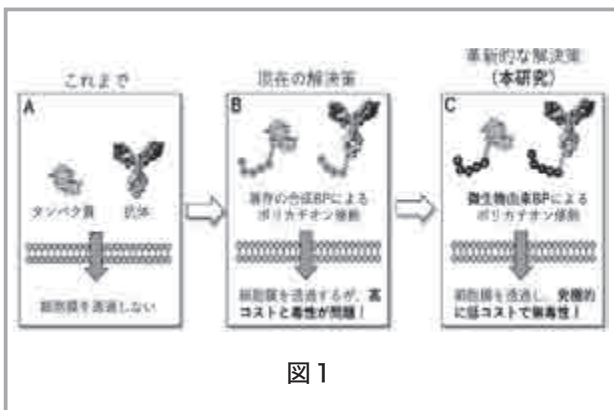 これまで
現在の解決策
革新的な解決策
(本研究)
A
タンパク質
抗体
細胞膜を透過しない
B
既存の合成BPによる
ポリカチオン修飾
細胞膜を透過するが、高
コストと毒性が問題!
C
微生物由来BPによる
ポリカチオン修飾
細胞膜を透過し、究極的
に低コストで無毒性!
図1